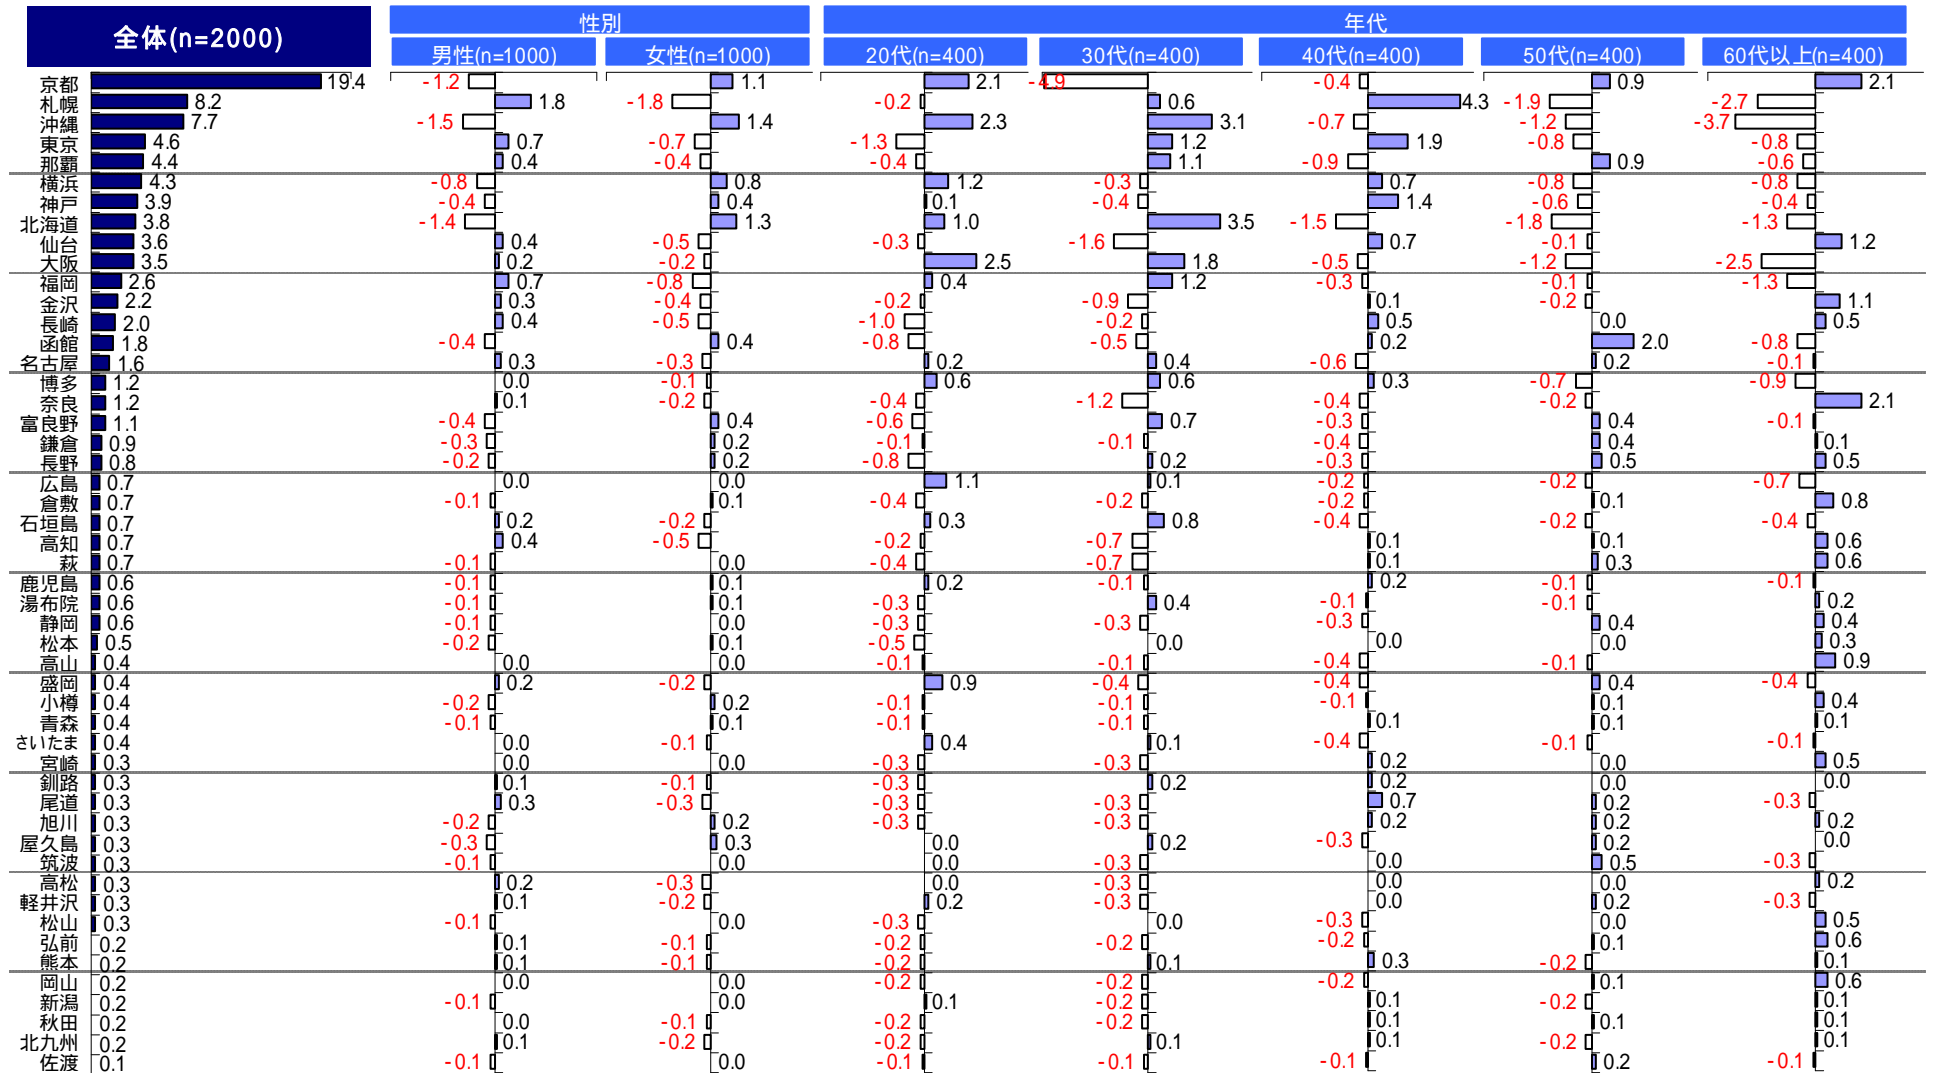 全体(n=2000) 性別 年代
男性(n=1000) 女性(n=1000) 20代(n=400) 30代(n=400) 40代(n=400) 50代(n=400) 60代以上(n=400)
京都 19.4 -1.2 1.1 2.1 -4.9 -0.4 0.9 2.1
札幌 8.2 1.8 -1.8 -0.2 0.6 4.3 -1.9 -2.7
沖縄 7.7 -1.5 1.4 2.3 3.1 -0.7 -1.2 -3.7
東京 4.6 0.7 -0.7 -1.3 1.2 1.9 -0.8 -0.8
那覇 4.4 0.4 -0.4 -0.4 1.1 -0.9 0.9 -0.6
横浜 4.3 -0.8 0.8 1.2 -0.3 0.7 -0.8 -0.8
神戸 3.9 -0.4 0.4 0.1 -0.4 1.4 -0.6 -0.4
北海道 3.8 -1.4 1.3 1.0 3.5 -1.5 -1.8 -1.3
仙台 3.6 0.4 -0.5 -0.3 -1.6 0.7 -0.1 1.2
大阪 3.5 0.2 -0.2 2.5 1.8 -0.5 -1.2 -2.5
福岡 2.6 0.7 -0.8 0.4 1.2 -0.3 -0.1 -1.3
金沢 2.2 0.3 -0.4 -0.2 -0.9 0.1 -0.2 1.1
長崎 2.0 0.4 -0.5 -1.0 -0.2 0.5 0.0 0.5
函館 1.8 -0.4 0.4 -0.8 -0.5 0.2 2.0 -0.8
名古屋 1.6 0.3 -0.3 0.2 0.4 -0.6 0.2 -0.1
博多 1.2 0.0 -0.1 0.6 0.6 0.3 -0.7 -0.9
奈良 1.2 0.1 -0.2 -0.4 -1.2 -0.4 -0.2 2.1
富良野 1.1 -0.4 0.4 -0.6 0.7 -0.3 0.4 -0.1
鎌倉 0.9 -0.3 0.2 -0.1 -0.1 -0.4 0.4 0.1
長野 0.8 -0.2 0.2 -0.8 0.2 -0.3 0.5 0.5
広島 0.7 0.0 0.0 1.1 0.1 -0.2 -0.2 -0.7
倉敷 0.7 -0.1 0.1 -0.4 -0.2 -0.2 0.1 0.8
石垣島 0.7 0.2 -0.2 0.3 0.8 -0.4 -0.2 -0.4
高知 0.7 0.4 -0.5 -0.2 -0.7 0.1 0.1 0.6
萩 0.7 -0.1 0.0 -0.4 -0.7 0.1 0.3 0.6
鹿児島 0.6 -0.1 0.1 0.2 -0.1 0.2 -0.1 -0.1
湯布院 0.6 -0.1 0.1 -0.3 0.4 -0.1 -0.1 0.2
静岡 0.6 -0.1 0.0 -0.3 -0.3 -0.3 0.4 0.4
松本 0.5 -0.2 0.1 -0.5 0.0 0.0 0.0 0.3
高山 0.4 0.0 0.0 -0.1 -0.1 -0.4 -0.1 0.9
盛岡 0.4 0.2 -0.2 0.9 -0.4 -0.4 0.4 -0.4
小樽 0.4 -0.2 0.2 -0.1 -0.1 -0.1 0.1 0.4
青森 0.4 -0.1 0.1 -0.1 -0.1 0.1 0.1 0.1
さいたま 0.4 0.0 -0.1 0.4 0.1 -0.4 -0.1 -0.1
宮崎 0.3 0.0 0.0 -0.3 -0.3 0.2 0.0 0.5
釧路 0.3 0.1 -0.1 -0.3 0.2 0.2 0.0 0.0
尾道 0.3 0.3 -0.3 -0.3 -0.3 0.7 0.2 -0.3
旭川 0.3 -0.2 0.2 -0.3 -0.3 0.2 0.2 0.2
屋久島 0.3 -0.3 0.3 0.0 0.2 -0.3 0.2 0.0
筑波 0.3 -0.1 0.0 0.0 -0.3 0.0 0.5 -0.3
高松 0.3 0.2 -0.3 0.0 -0.3 0.0 0.0 0.2
軽井沢 0.3 0.1 -0.2 0.2 -0.3 0.0 0.2 -0.3
松山 0.3 -0.1 0.0 -0.3 0.0 -0.3 0.0 0.5
弘前 0.2 0.1 -0.1 -0.2 -0.2 -0.2 0.1 0.6
熊本 0.2 0.1 -0.1 -0.2 0.1 0.3 -0.2 0.1
岡山 0.2 0.0 0.0 -0.2 -0.2 -0.2 0.1 0.6
新潟 0.2 -0.1 0.0 0.1 -0.2 0.1 -0.2 0.1
秋田 0.2 0.0 -0.1 -0.2 -0.2 0.1 0.1 0.1
北九州 0.2 0.1 -0.2 -0.2 0.1 0.1 -0.2 0.1
佐渡 0.1 -0.1 0.0 -0.1 -0.1 -0.1 0.2 -0.1